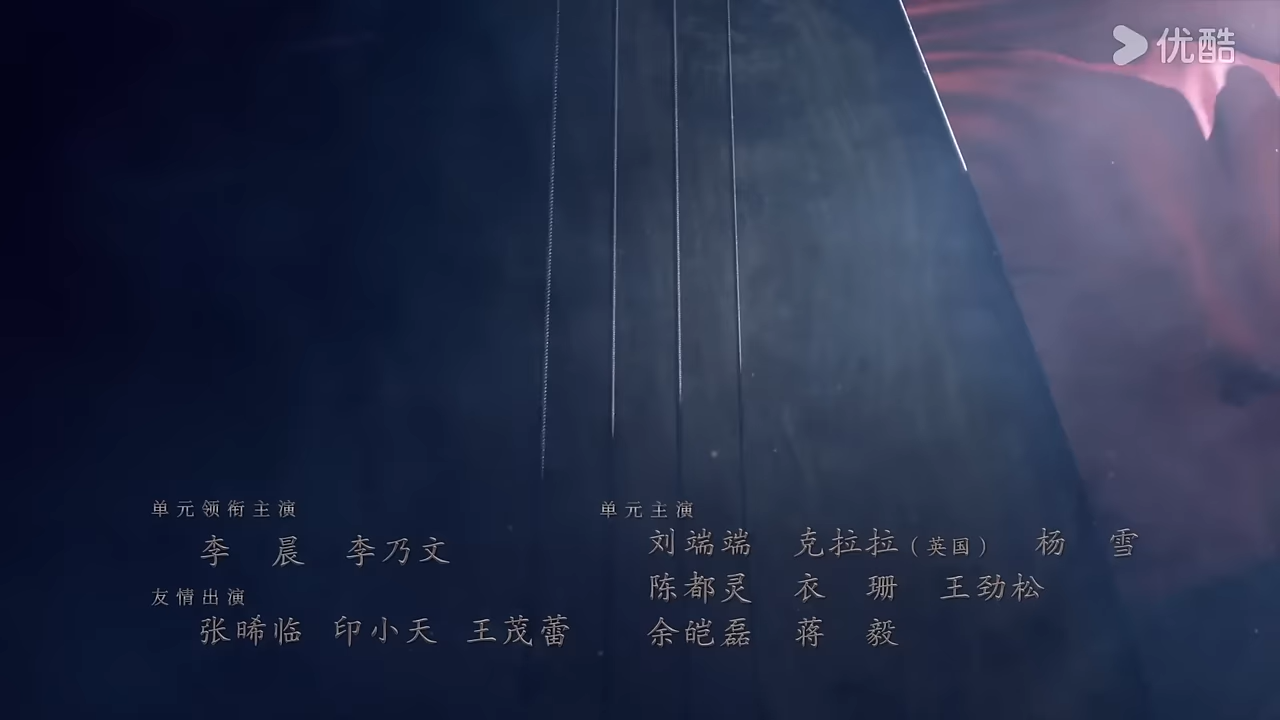 优酷
单元领衔主演
李 晨 李乃文
友情出演
张晞临 印小天 王茂蕾
单元主演
刘端端 克拉拉（英国） 杨 雪
陈都灵 衣 珊 王劲松
余皑磊 蒋 毅